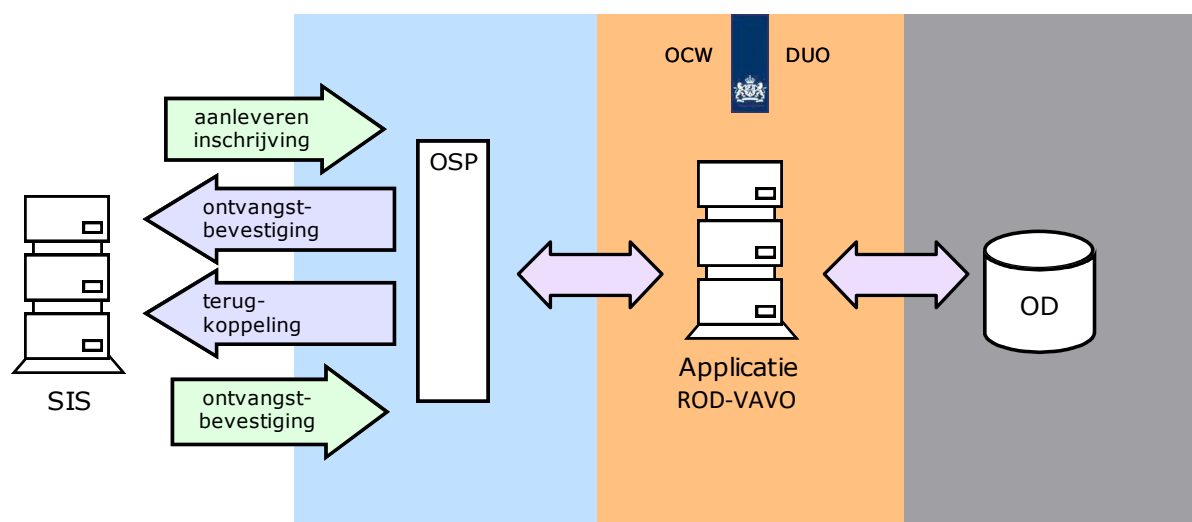 OCW DUO
aanleveren
inschrijving
OSP
ontvangst-
bevestiging
terug-
koppeling
ontvangst-
bevestiging
SIS
Applicatie
ROD-VAVO
OD